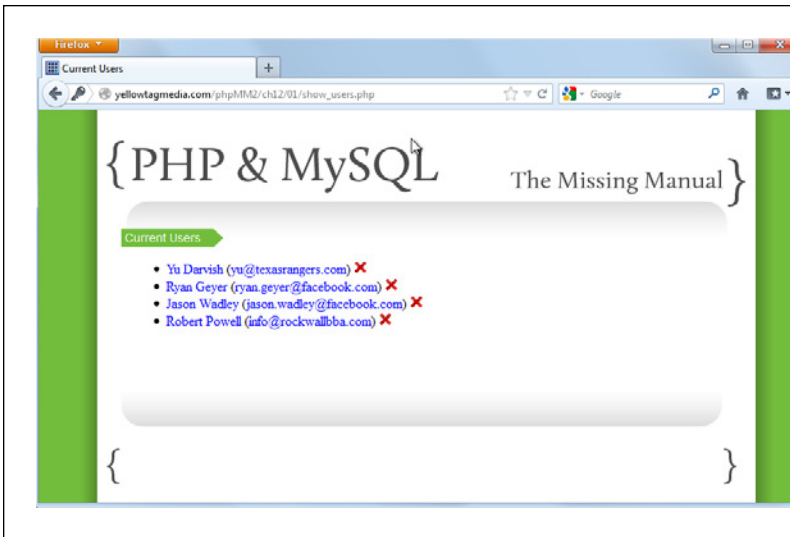 Firefox
Current Users
+
yellowtagmedia.com/phpMM2/ch12/01/show_users.php
Google
{PHP & MySQL
The Missing Manual}
Current Users
• Yu Darvish (yu@texasrangers.com)
• Ryan Geyer (ryan.geyer@facebook.com)
• Jason Wadley (jason.wadley@facebook.com)
• Robert Powell (info@rockwallbba.com)
{ }